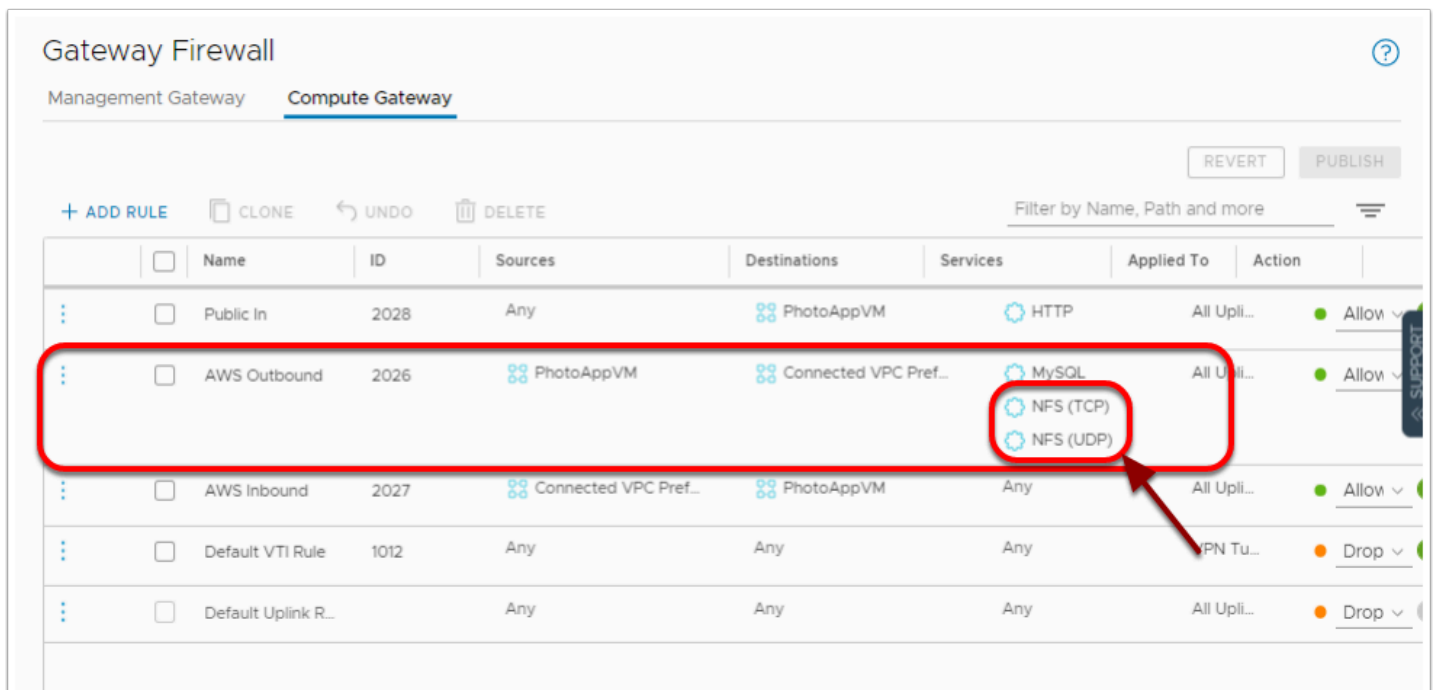 Gateway Firewall
?
Management Gateway Compute Gateway
REVERT PUBLISH
+ ADD RULE CLONE UNDO DELETE Filter by Name, Path and more
Name ID Sources Destinations Services Applied To Action
Public In 2028 Any PhotoAppVM HTTP All Upli... Allow
AWS Outbound 2026 PhotoAppVM Connected VPC Pref... MySQL All Upli... Allow
NFS (TCP)
NFS (UDP)
AWS Inbound 2027 Connected VPC Pref... PhotoAppVM Any All Upli... Allow
Default VTI Rule 1012 Any Any Any VPN Tu... Drop
Default Uplink R... Any Any Any All Upli... Drop
SUPPORT